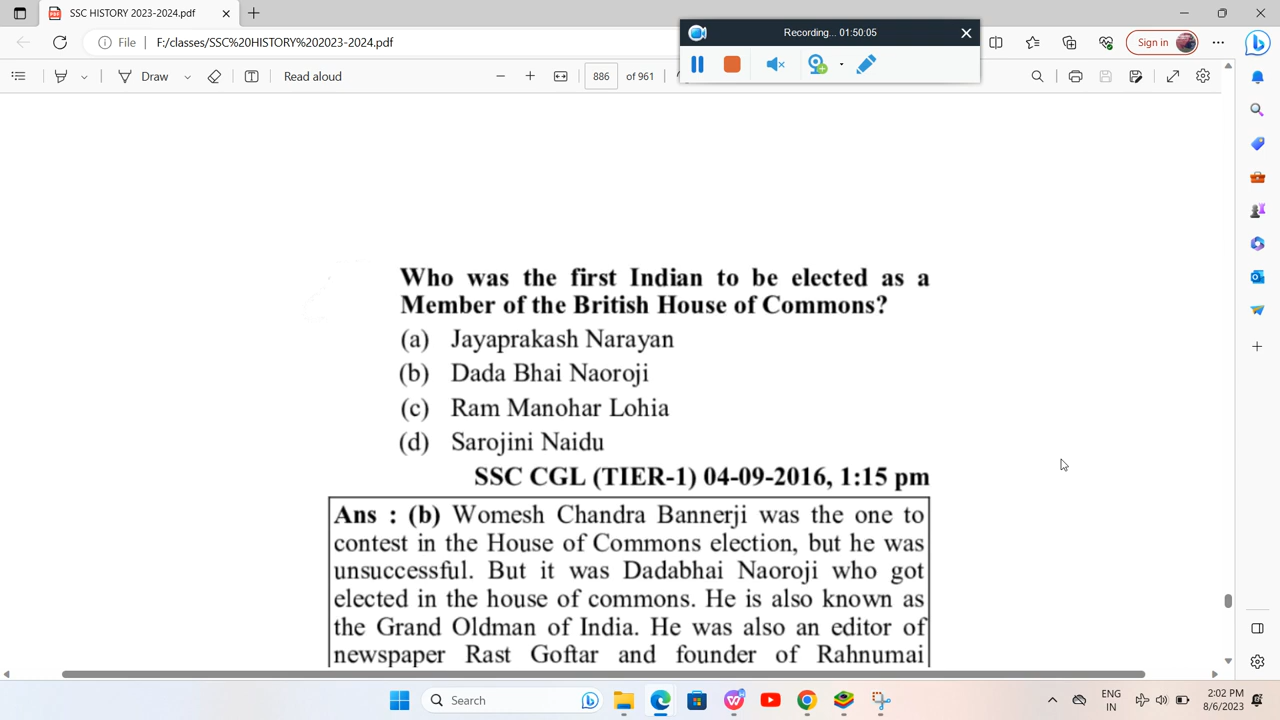 SSC HISTORY 2023-2024.pdf
Recording... 01:50:05
File F:/classes/SSC%20HISTORY%202023-2024.pdf
Sign in
Draw
Read aloud
886 of 961
Who was the first Indian to be elected as a
Member of the British House of Commons?
(a) Jayaprakash Narayan
(b) Dada Bhai Naoroji
(c) Ram Manohar Lohia
(d) Sarojini Naidu
SSC CGL (TIER-1) 04-09-2016, 1:15 pm
Ans : (b) Womesh Chandra Bannerji was the one to
contest in the House of Commons election, but he was
unsuccessful. But it was Dadabhai Naoroji who got
elected in the house of commons. He is also known as
the Grand Oldman of India. He was also an editor of
newspaper Rast Goftar and founder of Rahnumai
Search
ENG
IN
2:02 PM
8/6/2023